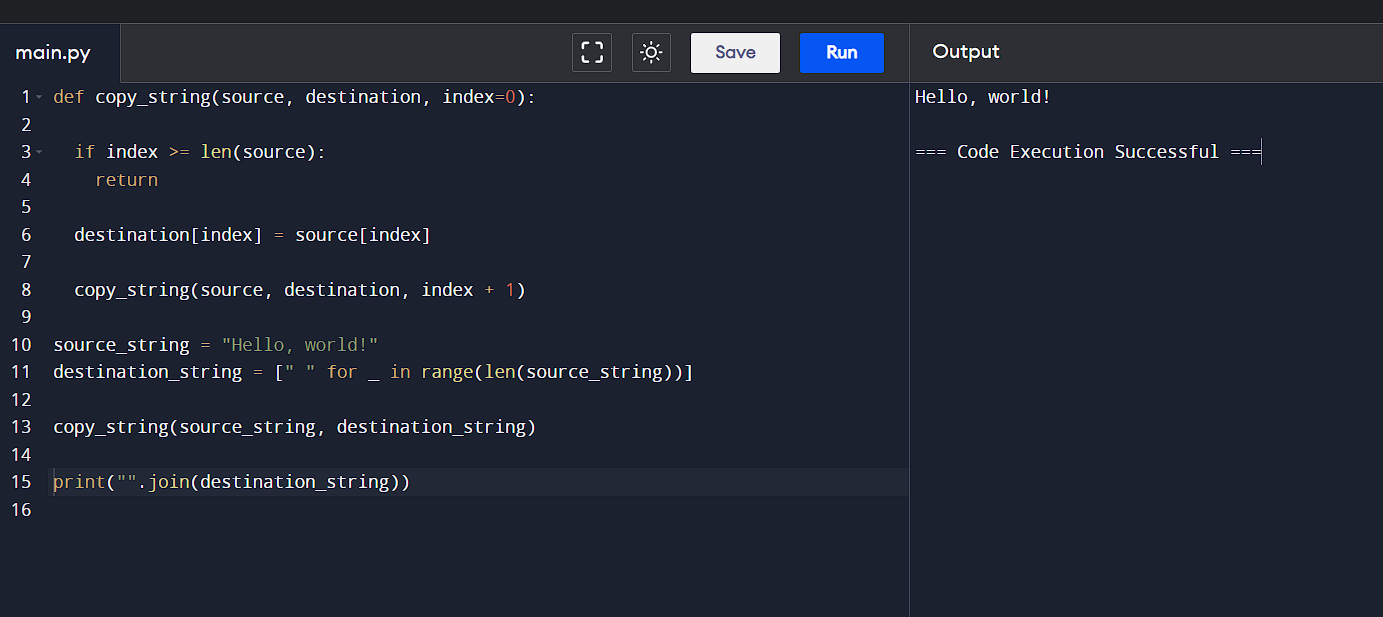 main.py
Save
Run
Output
1 def copy_string(source, destination, index=0):
2
3   if index >= len(source):
4     return
5
6   destination[index] = source[index]
7
8   copy_string(source, destination, index + 1)
9
10 source_string = "Hello, world!"
11 destination_string = [" " for _ in range(len(source_string))]
12
13 copy_string(source_string, destination_string)
14
15 print("".join(destination_string))
16
Hello, world!
=== Code Execution Successful ===